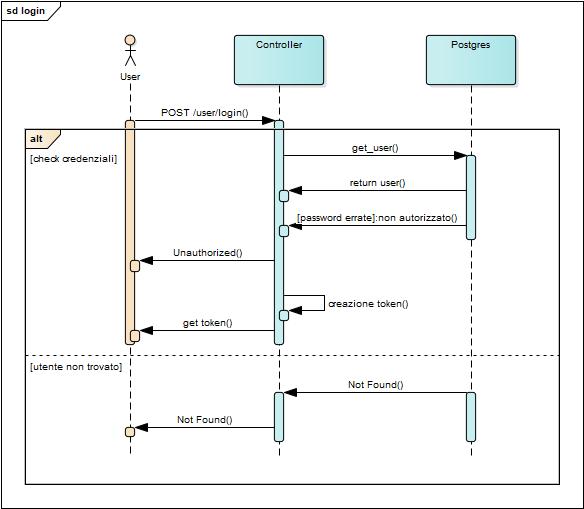 sd login
User
Controller
Postgres
POST /user/login()
alt
[check credenziali]
get_user()
return user()
[password errate]:non autorizzato()
Unauthorized()
creazione token()
get token()
[utente non trovato]
Not Found()
Not Found()